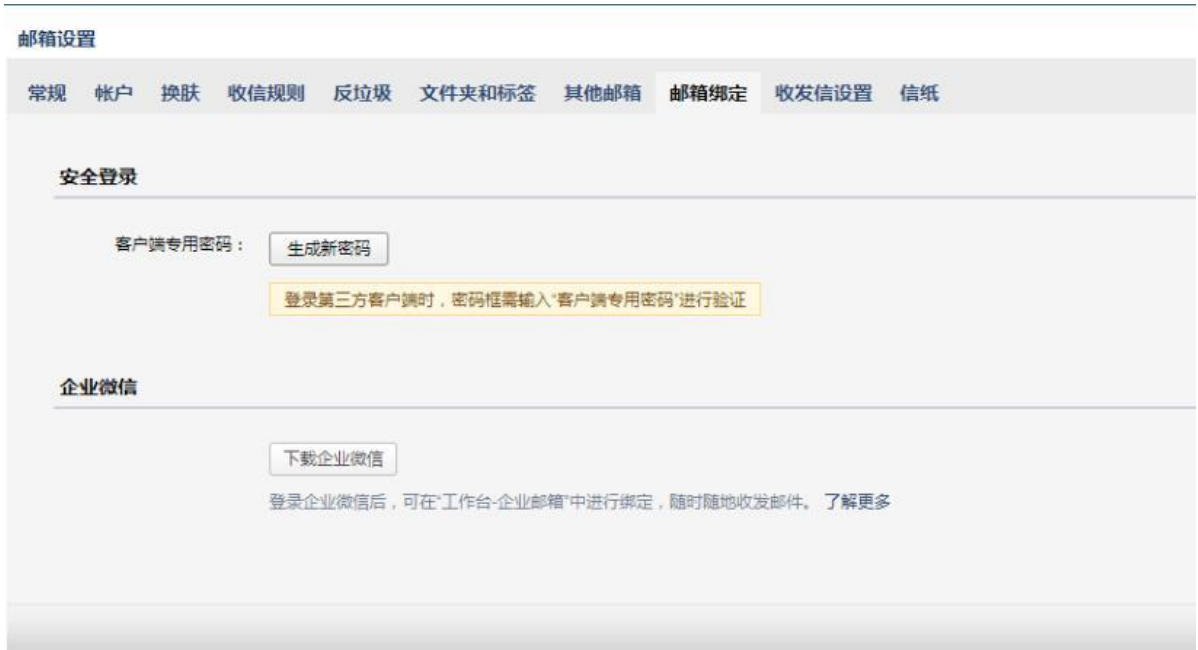 邮箱设置
常规 帐户 换肤 收信规则 反垃圾 文件夹和标签 其他邮箱 邮箱绑定 收发信设置 信纸
安全登录
客户端专用密码： 生成新密码
登录第三方客户端时，密码框需输入“客户端专用密码”进行验证
企业微信
下载企业微信
登录企业微信后，可在“工作台-企业邮箱”中进行绑定，随时随地收发邮件。 了解更多